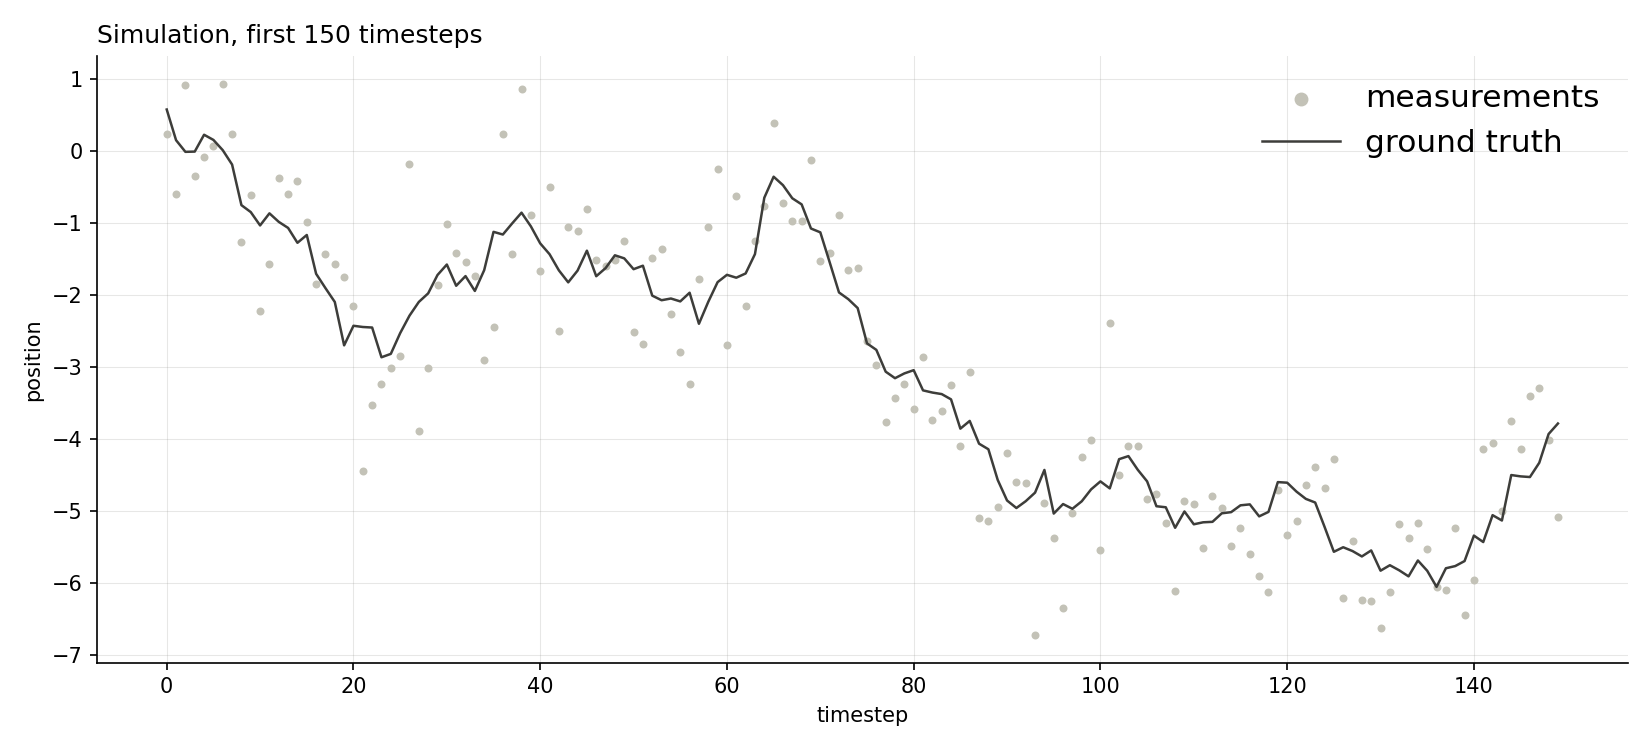 Simulation, first 150 timesteps
measurements
ground truth
position
1
0
−1
−2
−3
−4
−5
−6
−7
0 20 40 60 80 100 120 140
timestep